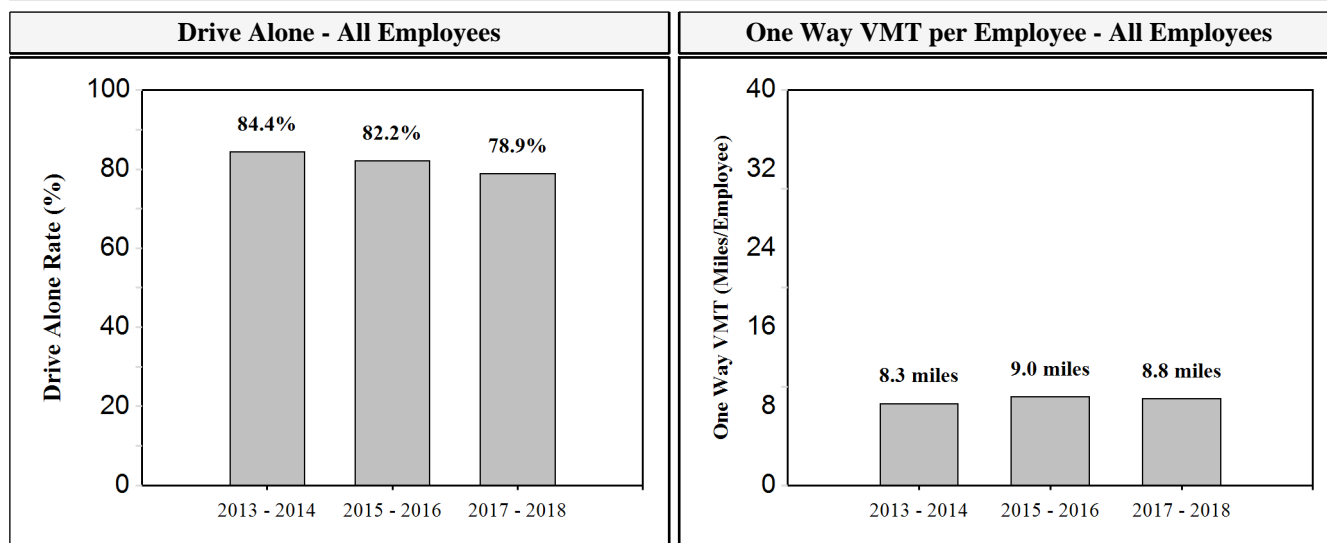 Drive Alone - All Employees
Drive Alone Rate (%)
100
80
60
40
20
0
84.4%
82.2%
78.9%
2013 - 2014
2015 - 2016
2017 - 2018
One Way VMT per Employee - All Employees
One Way VMT (Miles/Employee)
40
32
24
16
8
0
8.3 miles
9.0 miles
8.8 miles
2013 - 2014
2015 - 2016
2017 - 2018